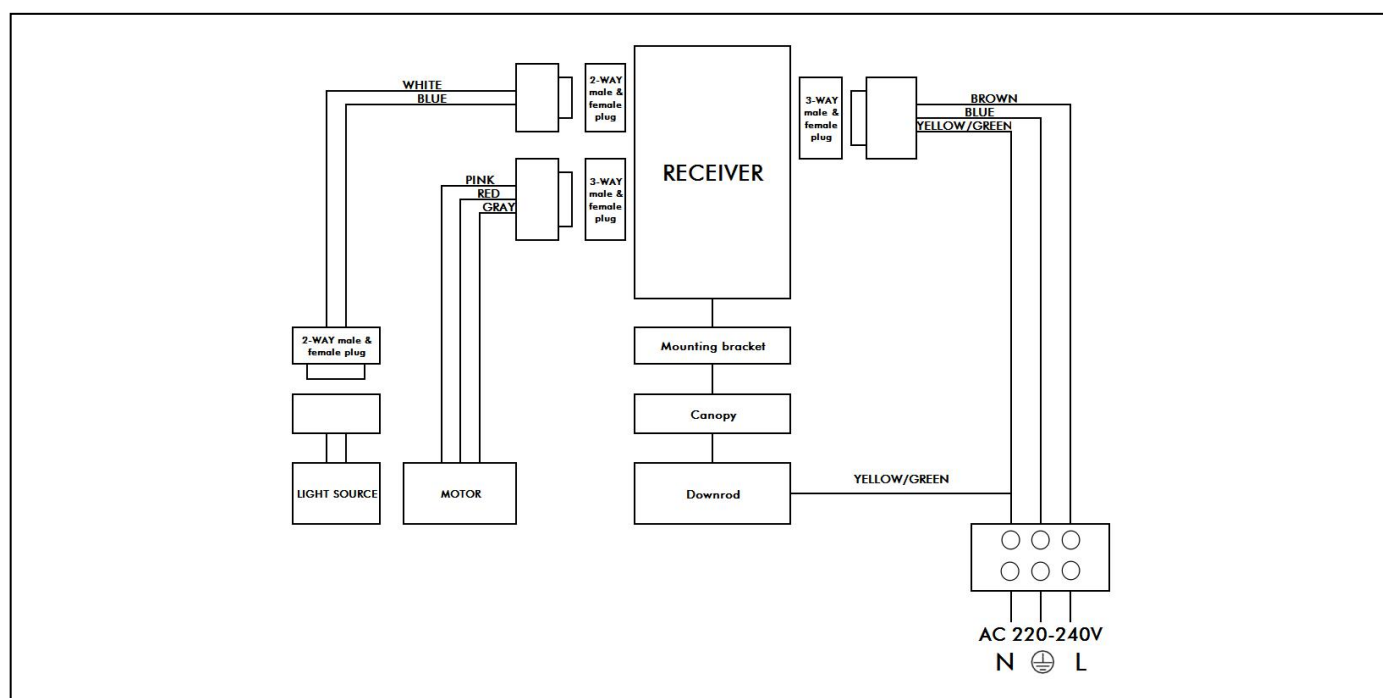 WHITE
BLUE
2-WAY
male &
female
plug
PINK
RED
GRAY
3-WAY
male &
female
plug
RECEIVER
3-WAY
male &
female
plug
BROWN
BLUE
YELLOW/GREEN
2-WAY male &
female plug
Mounting bracket
Canopy
LIGHT SOURCE
MOTOR
Downrod
YELLOW/GREEN
AC 220-240V
N L